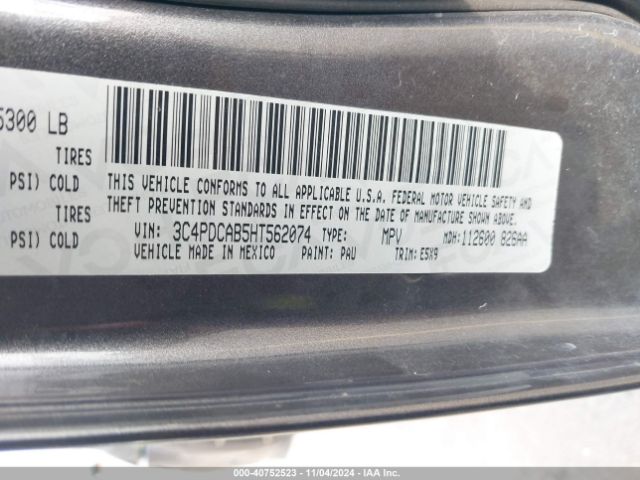 5300 LB
TIRES
PSI) COLD
TIRES
PSI) COLD
THIS VEHICLE CONFORMS TO ALL APPLICABLE U.S.A. FEDERAL MOTOR VEHICLE SAFETY AND
THEFT PREVENTION STANDARDS IN EFFECT ON THE DATE OF MANUFACTURE SHOWN ABOVE.
VIN: 3C4PDCAB5HT562074 TYPE: MPV MDH:112600 826AA
VEHICLE MADE IN MEXICO PAINT: PAU TRIM: E5X9
000-40752523 - 11/04/2024 - IAA Inc.